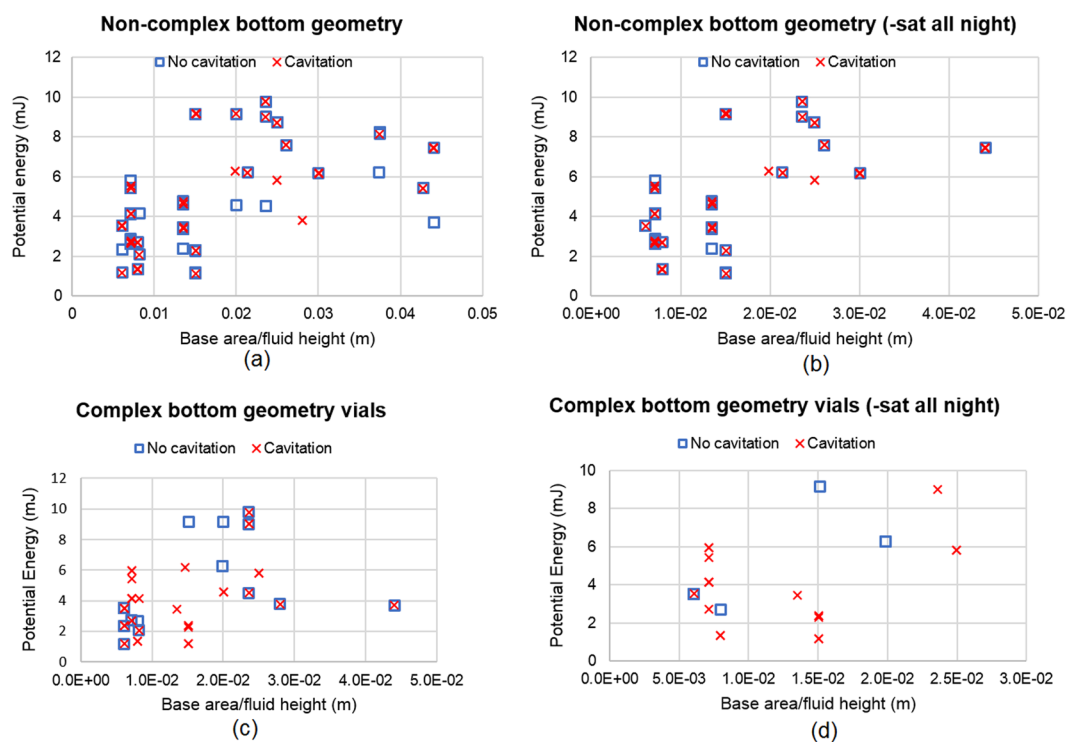 Non-complex bottom geometry
No cavitation Cavitation
Potential energy (mJ)
12
10
8
6
4
2
0
0 0.01 0.02 0.03 0.04 0.05
Base area/fluid height (m)
(a)
Non-complex bottom geometry (-sat all night)
No cavitation Cavitation
Potential energy (mJ)
12
10
8
6
4
2
0
0.0E+00 1.0E-02 2.0E-02 3.0E-02 4.0E-02 5.0E-02
Base area/fluid height (m)
(b)
Complex bottom geometry vials
No cavitation Cavitation
Potential Energy (mJ)
12
10
8
6
4
2
0
0.0E+00 1.0E-02 2.0E-02 3.0E-02 4.0E-02 5.0E-02
Base area/fluid height (m)
(c)
Complex bottom geometry vials (-sat all night)
No cavitation Cavitation
Potential Energy (mJ)
10
8
6
4
2
0
0.0E+00 5.0E-03 1.0E-02 1.5E-02 2.0E-02 2.5E-02 3.0E-02
Base area/fluid height (m)
(d)